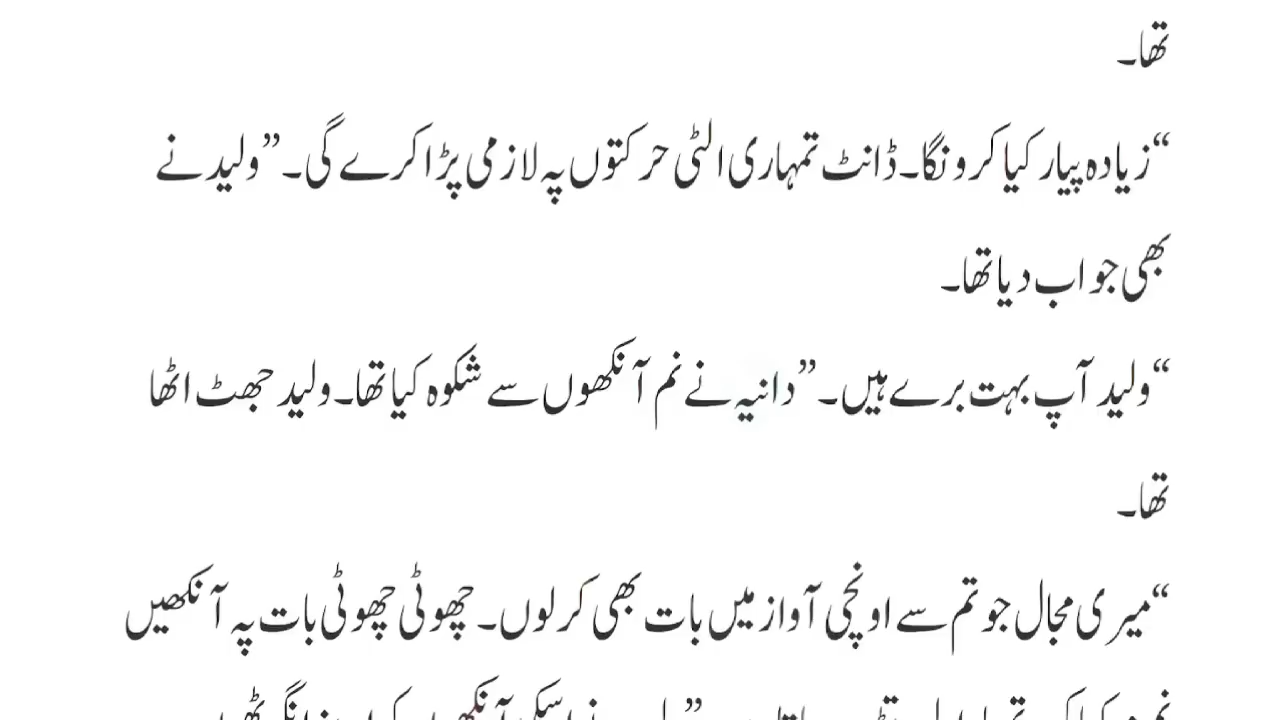 تھا۔
“زیادہ پیار کیا کرونگا۔ڈانٹ تمہاری الٹی حرکتوں پہ لازمی پڑا کرے گی۔”ولید نے
بھی جواب دیا تھا۔
“ولید آپ بہت برے ہیں۔”دانیہ نے نم آنکھوں سے شکوہ کیا تھا۔ولید جھٹ اٹھا
تھا۔
“میری مجال جو تم سے اونچی آواز میں بات بھی کر لوں۔چھوٹی چھوٹی بات پہ آنکھیں